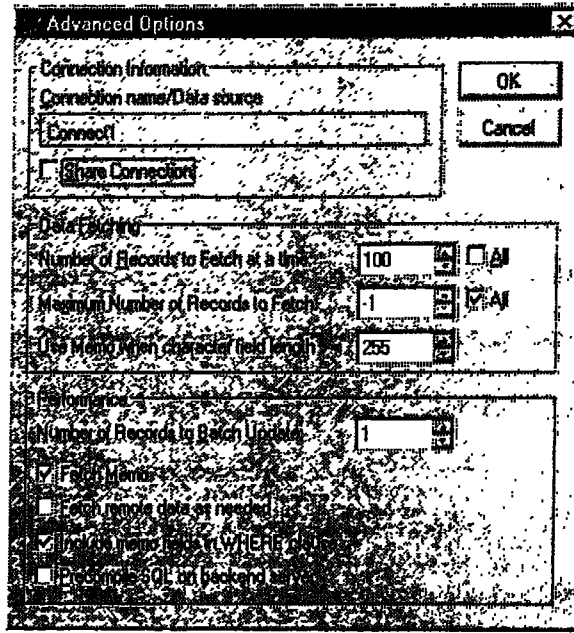 Advanced Options
Connection Information
Connection name/Data source
Connect1
Share Connection
OK
Cancel
Data Fetching
Number of Records to Fetch at a time 100 All
Maximum Number of Records to Fetch: -1 All
Use Memo when character field length 255
Performance
Number of Records to Batch Update: 1
Fetch Memo
Fetch remote data as needed
Include memo fields in WHERE clause
Precompile SQL on backend server